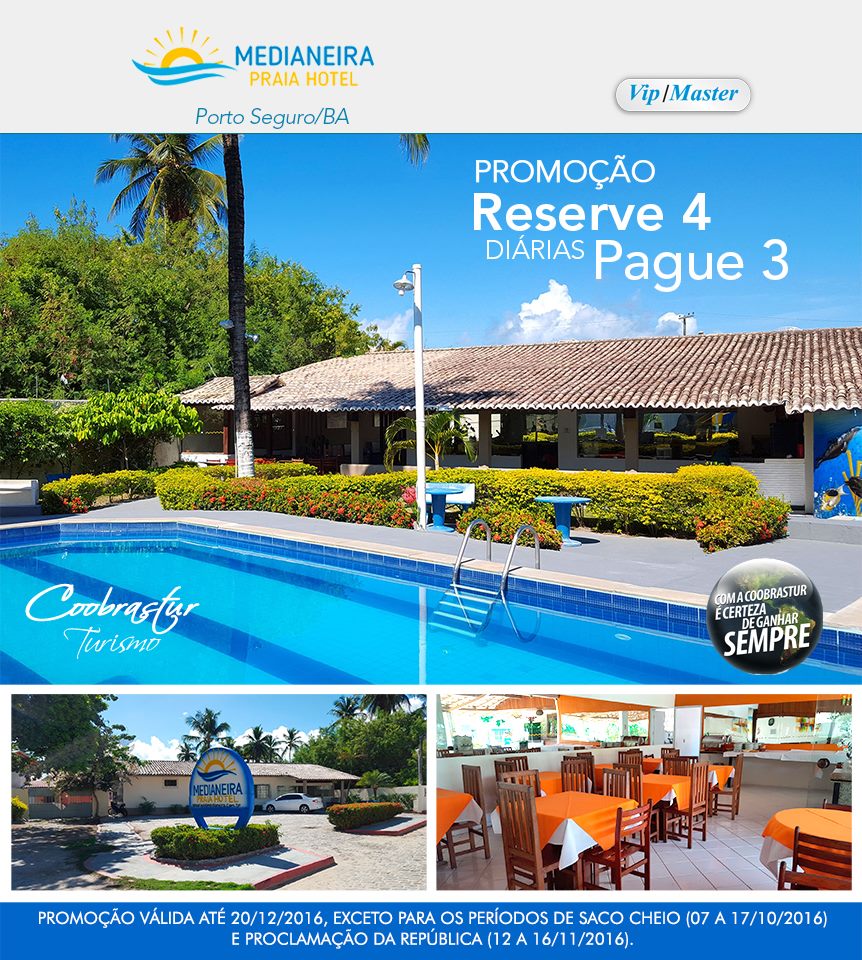 MEDIANEIRA
PRAIA HOTEL
Porto Seguro/BA
Vip/Master
PROMOÇÃO
Reserve 4
DIÁRIAS Pague 3
Coobrastur
Turismo
COM A COOBRASTUR
É CERTEZA
DE GANHAR
SEMPRE
MEDIANEIRA
PRAIA HOTEL
PROMOÇÃO VÁLIDA ATÉ 20/12/2016, EXCETO PARA OS PERÍODOS DE SACO CHEIO (07 A 17/10/2016)
E PROCLAMAÇÃO DA REPÚBLICA (12 A 16/11/2016).